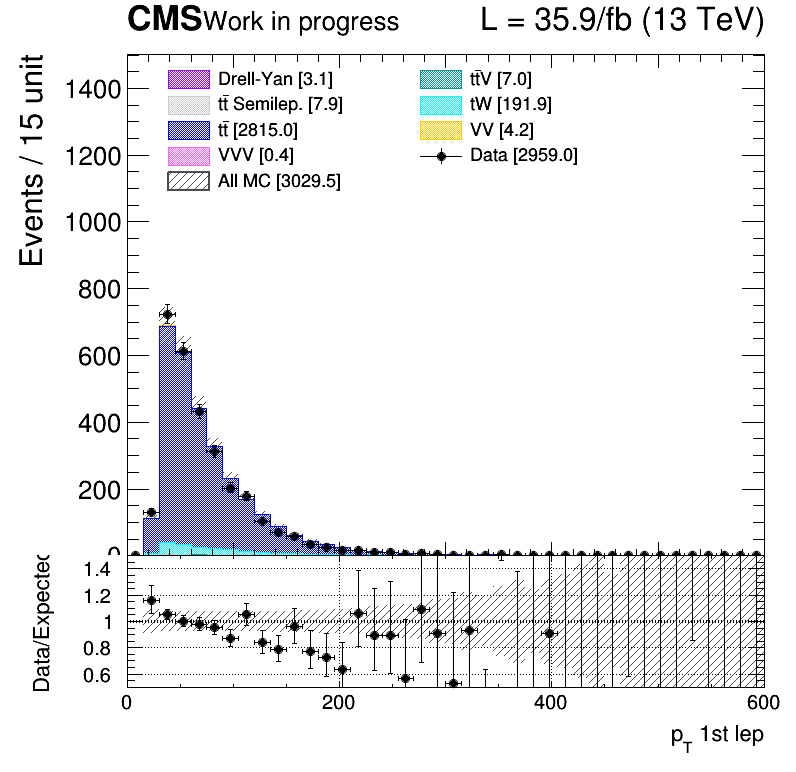 CMS Work in progress L = 35.9/fb (13 TeV)
Events / 15 unit
1400
1200
1000
800
600
400
200
0
Drell-Yan [3.1]
tt̄ Semilep. [7.9]
tt̄ [2815.0]
VVV [0.4]
All MC [3029.5]
tt̄V [7.0]
tW [191.9]
VV [4.2]
Data [2959.0]
Data/Expected
1.4
1.2
1
0.8
0.6
0 200 400 600
p_T 1st lep